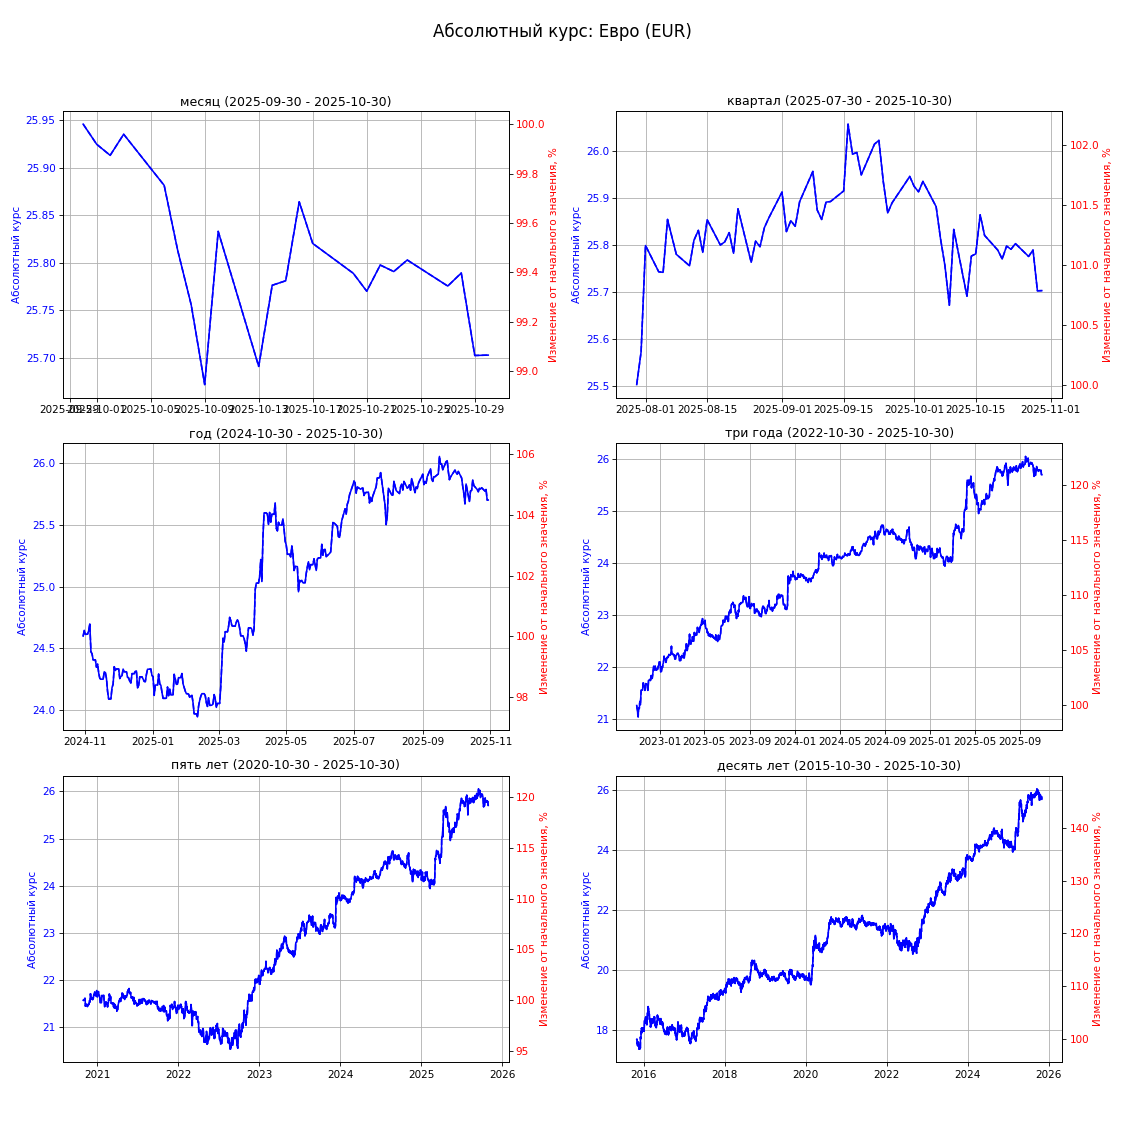 Абсолютный курс: Евро (EUR)
месяц (2025-09-30 - 2025-10-30)
Абсолютный курс
25.95
25.90
25.85
25.80
25.75
25.70
100.0
99.8
99.6
99.4
99.2
99.0
Изменение от начального значения, %
2025-09-29 2025-10-01 2025-10-05 2025-10-09 2025-10-13 2025-10-17 2025-10-21 2025-10-25 2025-10-29
квартал (2025-07-30 - 2025-10-30)
Абсолютный курс
26.0
25.9
25.8
25.7
25.6
25.5
102.0
101.5
101.0
100.5
100.0
Изменение от начального значения, %
2025-08-01 2025-08-15 2025-09-01 2025-09-15 2025-10-01 2025-10-15 2025-11-01
год (2024-10-30 - 2025-10-30)
Абсолютный курс
26.0
25.5
25.0
24.5
24.0
106
104
102
100
98
Изменение от начального значения, %
2024-11 2025-01 2025-03 2025-05 2025-07 2025-09 2025-11
три года (2022-10-30 - 2025-10-30)
Абсолютный курс
26
25
24
23
22
21
120
115
110
105
100
Изменение от начального значения, %
2023-01 2023-05 2023-09 2024-01 2024-05 2024-09 2025-01 2025-05 2025-09
пять лет (2020-10-30 - 2025-10-30)
Абсолютный курс
26
25
24
23
22
21
120
115
110
105
100
95
Изменение от начального значения, %
2021 2022 2023 2024 2025 2026
десять лет (2015-10-30 - 2025-10-30)
Абсолютный курс
26
24
22
20
18
140
130
120
110
100
Изменение от начального значения, %
2016 2018 2020 2022 2024 2026